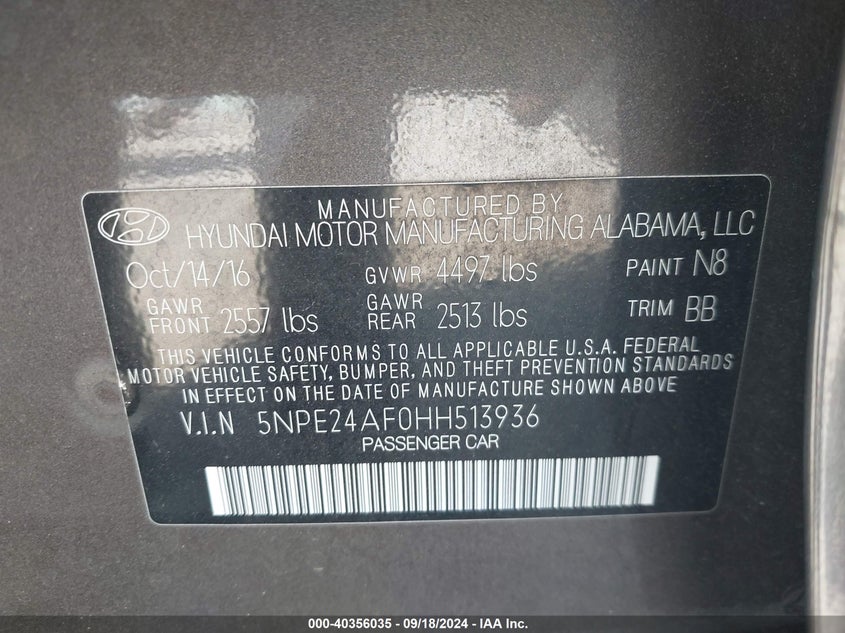 MANUFACTURED BY
HYUNDAI MOTOR MANUFACTURING ALABAMA, LLC
Oct/14/16 GVWR 4497 lbs PAINT N8
GAWR FRONT 2557 lbs GAWR REAR 2513 lbs TRIM BB
THIS VEHICLE CONFORMS TO ALL APPLICABLE U.S.A. FEDERAL
MOTOR VEHICLE SAFETY, BUMPER, AND THEFT PREVENTION STANDARDS
IN EFFECT ON THE DATE OF MANUFACTURE SHOWN ABOVE
V.I.N 5NPE24AF0HH513936
PASSENGER CAR
000-40356035 - 09/18/2024 - IAA Inc.